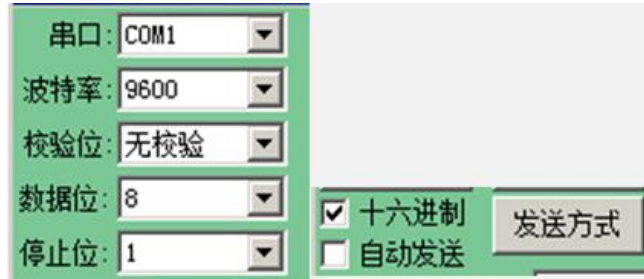 串口: COM1
波特率: 9600
校验位: 无校验
数据位: 8
停止位: 1
十六进制
自动发送
发送方式